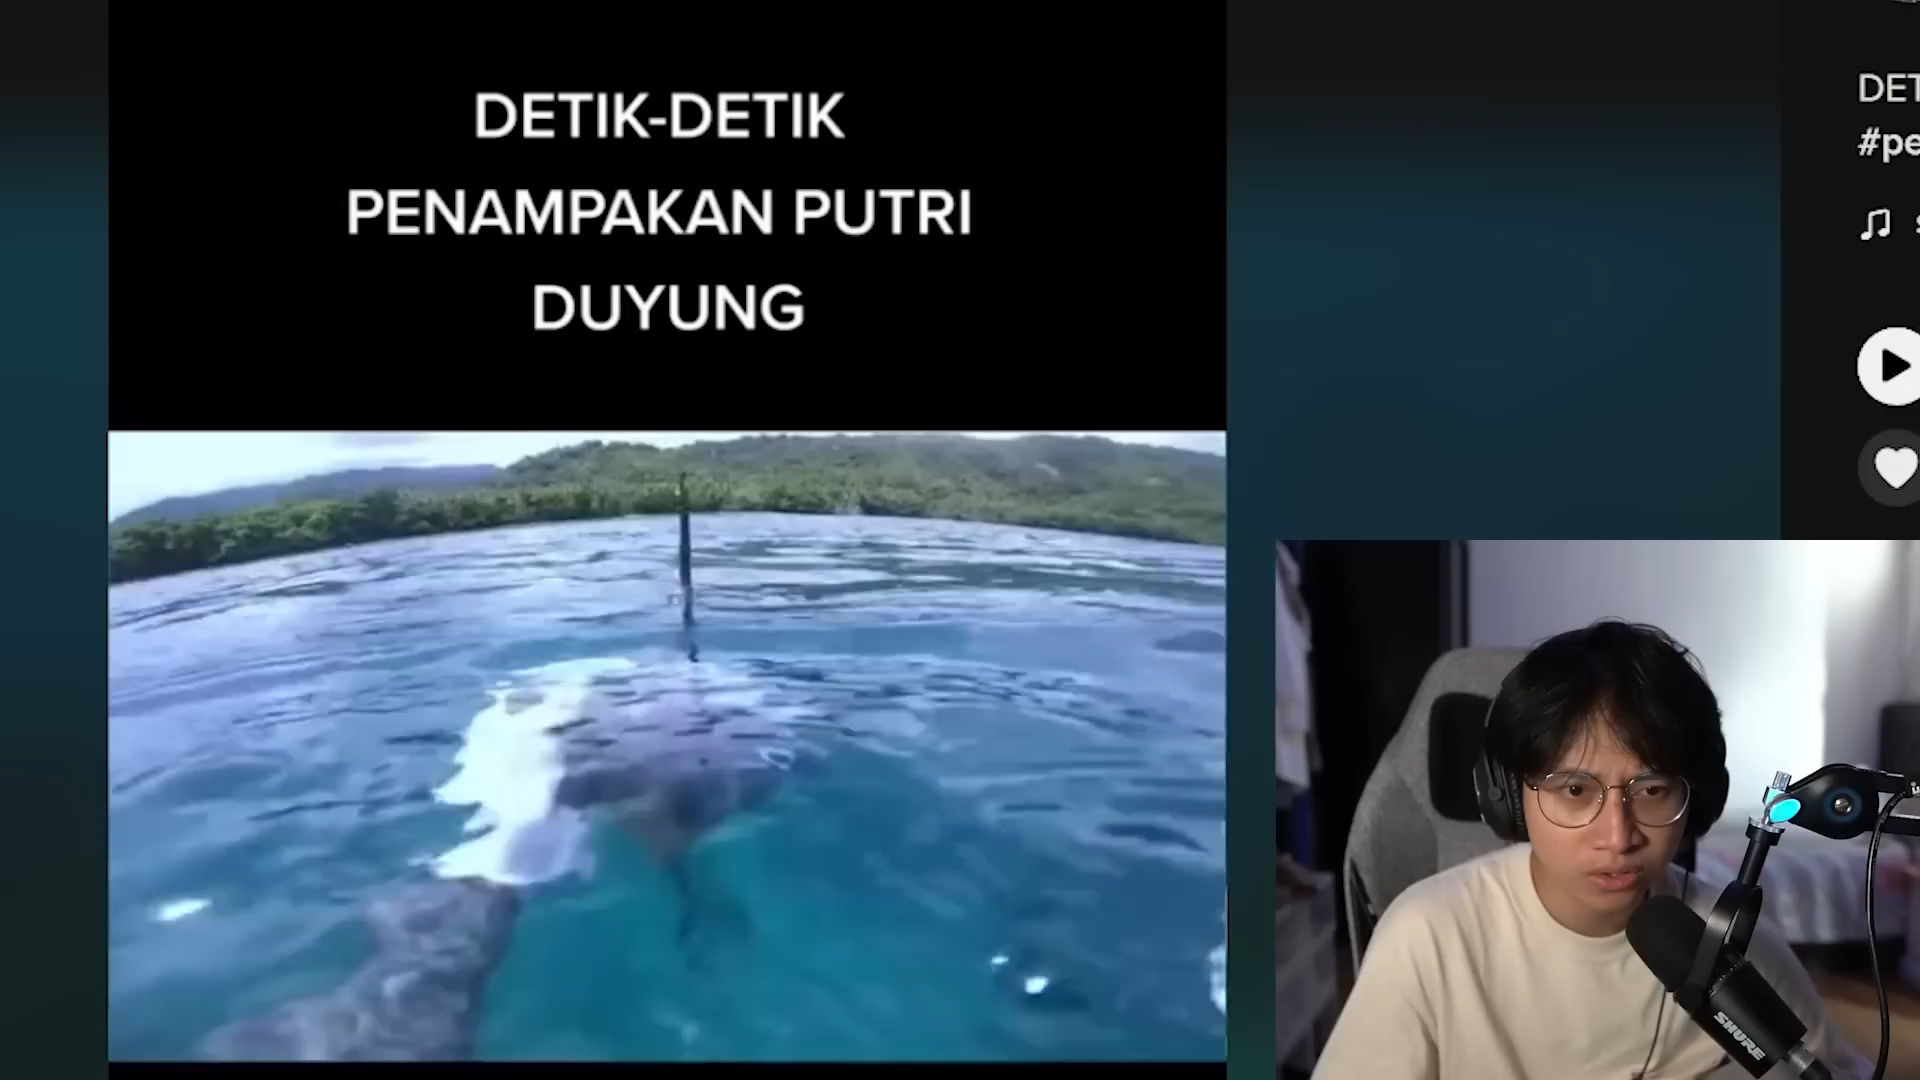 DETIK-DETIK
PENAMPAKAN PUTRI
DUYUNG
DET
#pe
SHURE